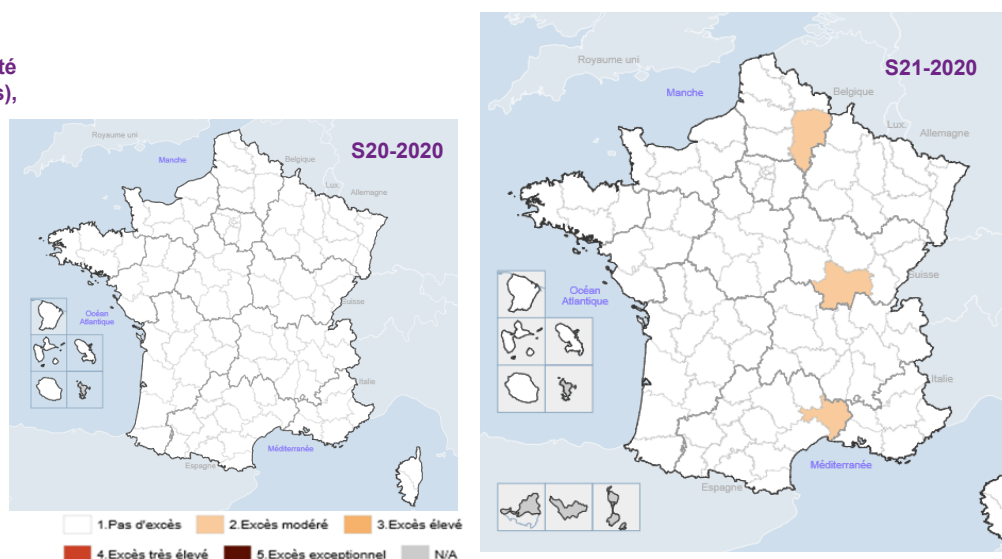 té
s),
S20-2020
Royaume uni
Manche
Belgique
Lux.
Allemagne
Suisse
Océan
Atlantique
Italie
Méditerranée
Espagne
S21-2020
Royaume uni
Manche
Belgique
Lux.
Allemagne
Suisse
Océan
Atlantique
Italie
Méditerranée
Espagne
1.Pas d'excès 2.Excès modéré 3.Excès élevé
4.Excès très élevé 5.Excès exceptionnel N/A